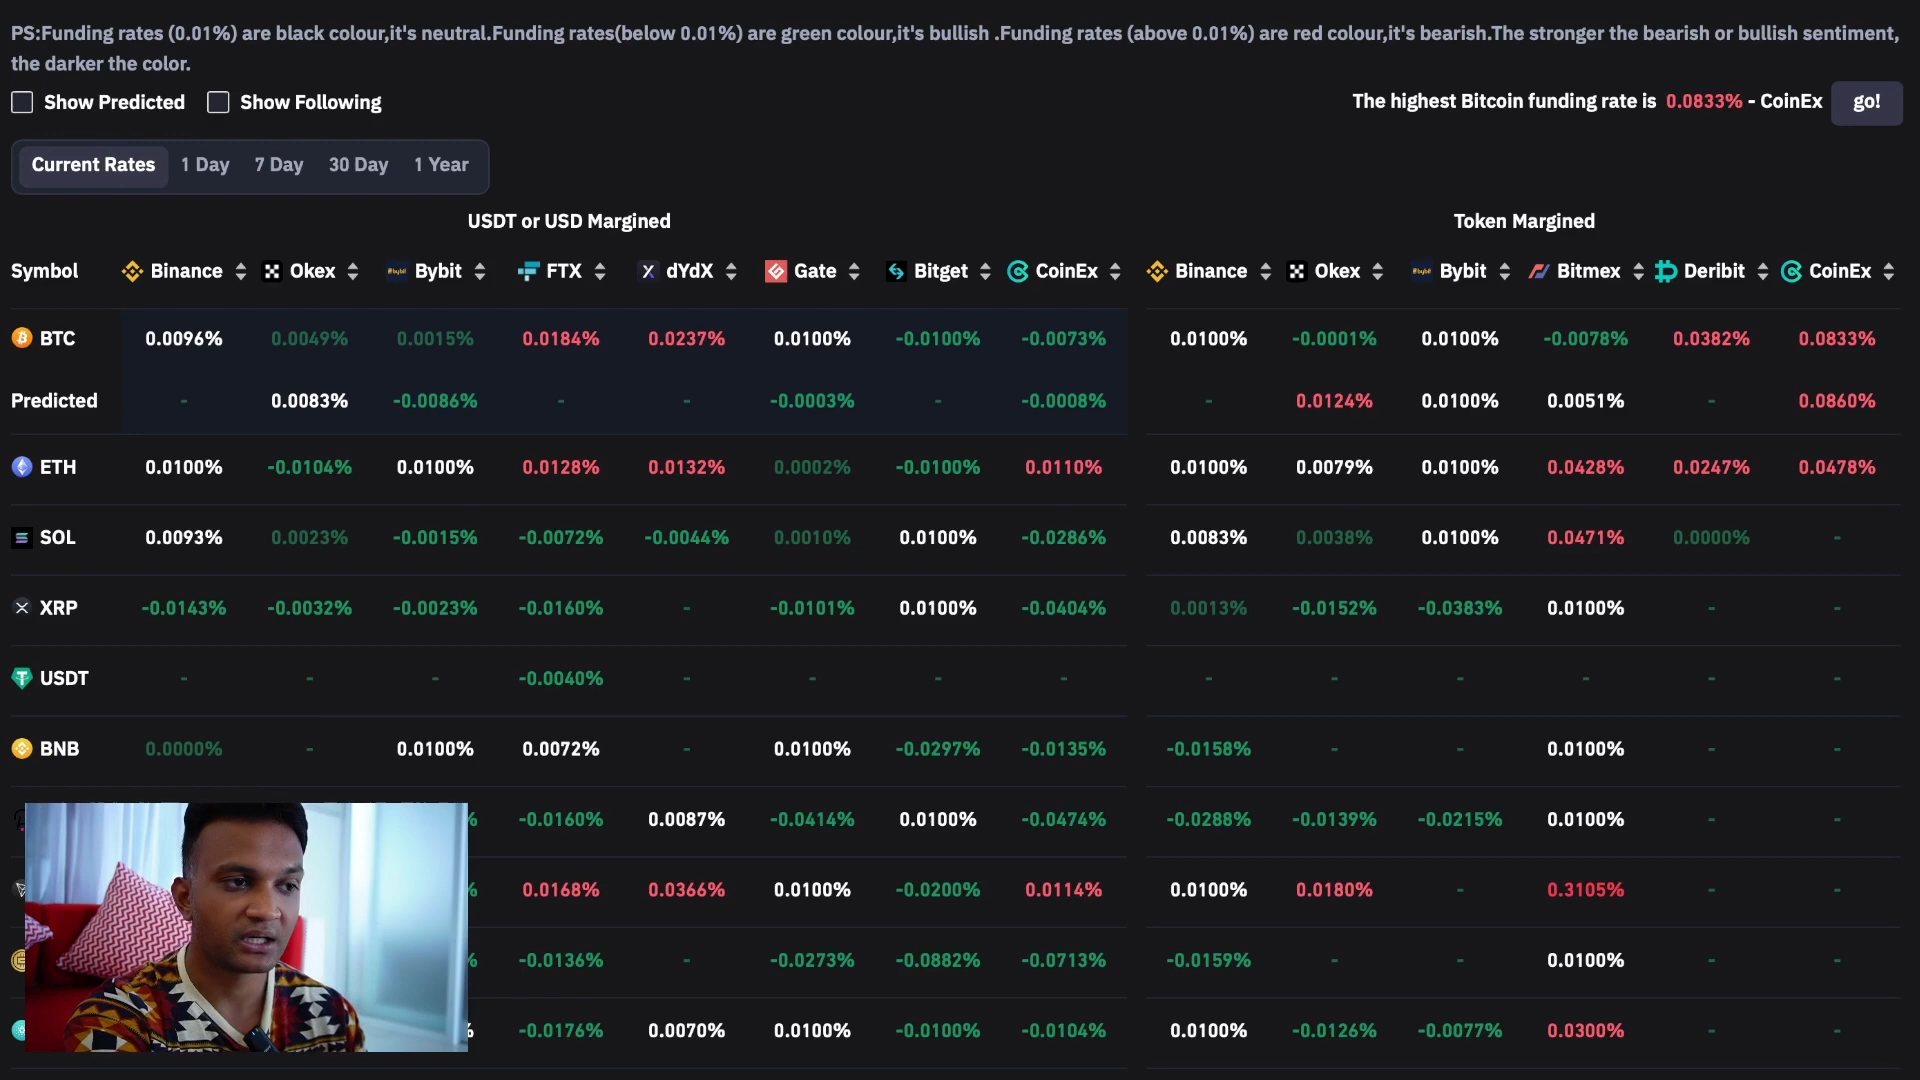 PS:Funding rates (0.01%) are black colour,it's neutral.Funding rates(below 0.01%) are green colour,it's bullish .Funding rates (above 0.01%) are red colour,it's bearish.The stronger the bearish or bullish sentiment,
the darker the color.
Show Predicted Show Following The highest Bitcoin funding rate is 0.0833% - CoinEx go!
Current Rates 1 Day 7 Day 30 Day 1 Year
USDT or USD Margined Token Margined
Symbol Binance Okex Bybit FTX dYdX Gate Bitget CoinEx Binance Okex Bybit Bitmex Deribit CoinEx
BTC 0.0096% 0.0049% 0.0015% 0.0184% 0.0237% 0.0100% -0.0100% -0.0073% 0.0100% -0.0001% 0.0100% -0.0078% 0.0382% 0.0833%
Predicted - 0.0083% -0.0086% - - -0.0003% - -0.0008% - 0.0124% 0.0100% 0.0051% - 0.0860%
ETH 0.0100% -0.0104% 0.0100% 0.0128% 0.0132% 0.0002% -0.0100% 0.0110% 0.0100% 0.0079% 0.0100% 0.0428% 0.0247% 0.0478%
SOL 0.0093% 0.0023% -0.0015% -0.0072% -0.0044% 0.0010% 0.0100% -0.0286% 0.0083% 0.0038% 0.0100% 0.0471% 0.0000% -
XRP -0.0143% -0.0032% -0.0023% -0.0160% - -0.0101% 0.0100% -0.0404% 0.0013% -0.0152% -0.0383% 0.0100% - -
USDT - - - -0.0040% - - - - - - - - - -
BNB 0.0000% - 0.0100% 0.0072% - 0.0100% -0.0297% -0.0135% -0.0158% - - 0.0100% - -
% -0.0160% 0.0087% -0.0414% 0.0100% -0.0474% -0.0288% -0.0139% -0.0215% 0.0100% - -
% 0.0168% 0.0366% 0.0100% -0.0200% 0.0114% 0.0100% 0.0180% - 0.3105% - -
% -0.0136% - -0.0273% -0.0882% -0.0713% -0.0159% - - 0.0100% - -
% -0.0176% 0.0070% 0.0100% -0.0100% -0.0104% 0.0100% -0.0126% -0.0077% 0.0300% - -